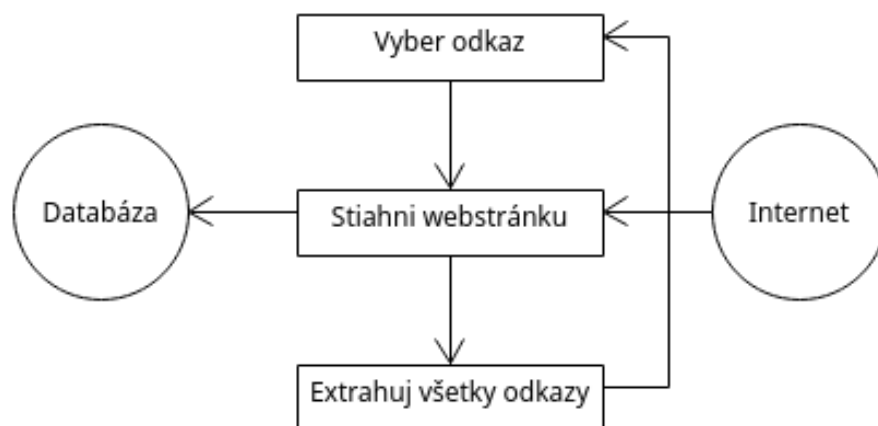 Vyber odkaz
Databáza
Stiahni webstránku
Internet
Extrahuj všetky odkazy